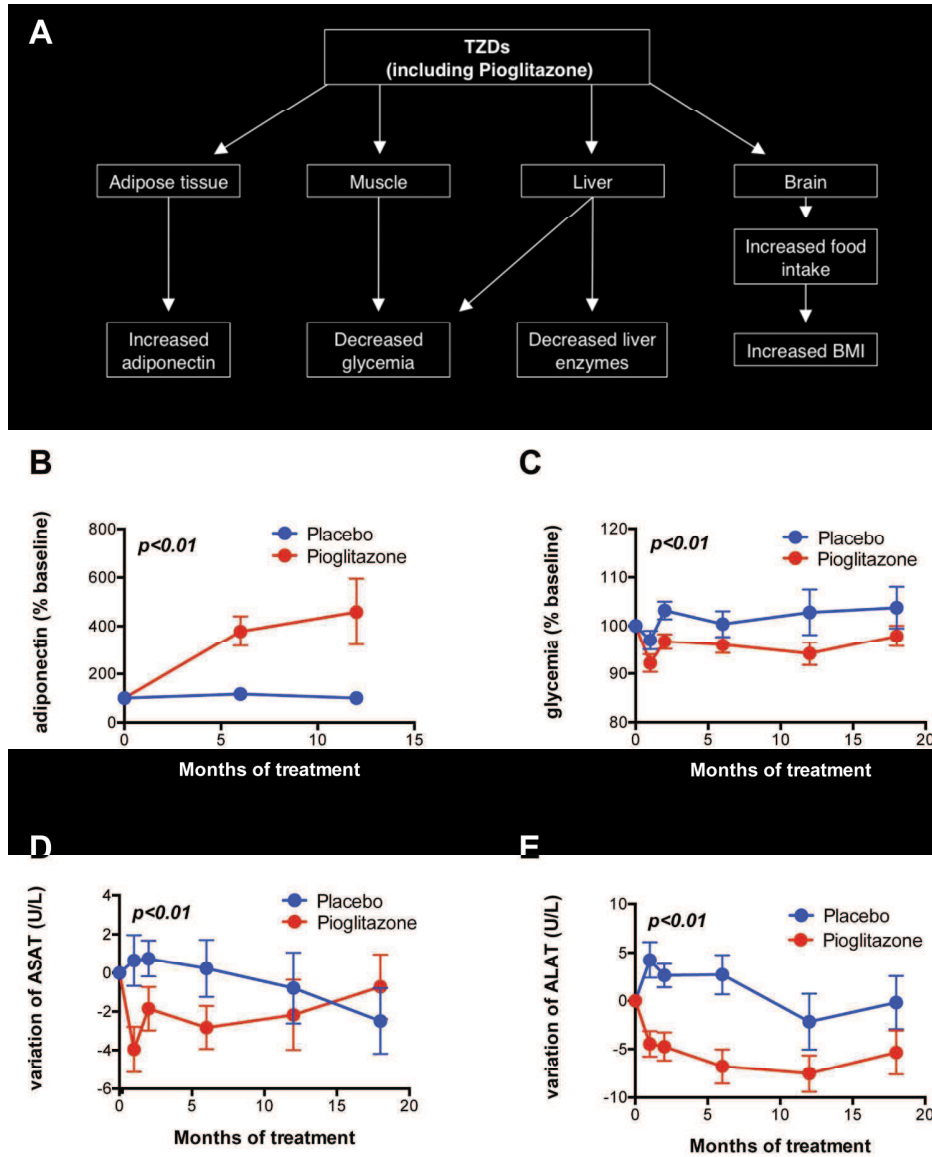 A
TZDs
(including Pioglitazone)
Adipose tissue
Muscle
Liver
Brain
Increased food
intake
Increased
adiponectin
Decreased
glycemia
Decreased liver
enzymes
Increased BMI
B
adiponectin (% baseline)
800
600
400
200
0
p<0.01
Placebo
Pioglitazone
0
5
10
15
Months of treatment
C
glycemia (% baseline)
120
110
100
90
80
p<0.01
Placebo
Pioglitazone
0
5
10
15
20
Months of treatment
D
variation of ASAT (U/L)
4
2
0
-2
-4
-6
p<0.01
Placebo
Pioglitazone
0
5
10
15
20
Months of treatment
E
variation of ALAT (U/L)
10
5
0
-5
-10
p<0.01
Placebo
Pioglitazone
0
5
10
15
20
Months of treatment